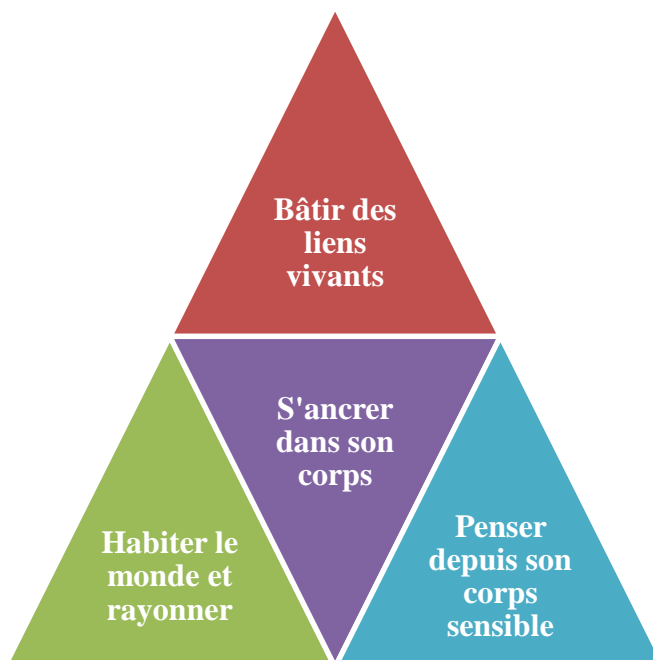 Bâtir des
liens
vivants
S'ancrer
dans son
corps
Habiter le
monde et
rayonner
Penser
depuis son
corps
sensible